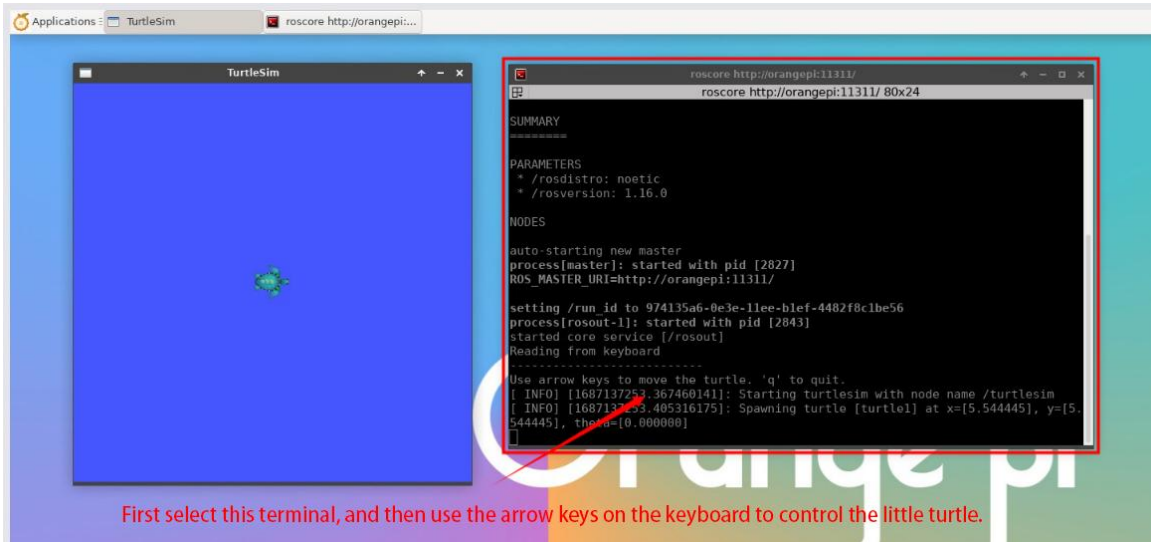 Applications
TurtleSim
roscore http://orangepi:...
TurtleSim
roscore http://orangepi:11311/
roscore http://orangepi:11311/ 80x24
SUMMARY
========
PARAMETERS
* /rosdistro: noetic
* /rosversion: 1.16.0
NODES
auto-starting new master
process[master]: started with pid [2827]
ROS_MASTER_URI=http://orangepi:11311/
setting /run_id to 974135a6-0e3e-11ee-b1ef-4482f8c1be56
process[rosout-1]: started with pid [2843]
started core service [/rosout]
Reading from keyboard
---------------------------
Use arrow keys to move the turtle. 'q' to quit.
[ INFO] [1687137253.367460141]: Starting turtlesim with node name /turtlesim
[ INFO] [1687137253.405316175]: Spawning turtle [turtle1] at x=[5.544445], y=[5.
544445], theta=[0.000000]
Orange pi
First select this terminal, and then use the arrow keys on the keyboard to control the little turtle.